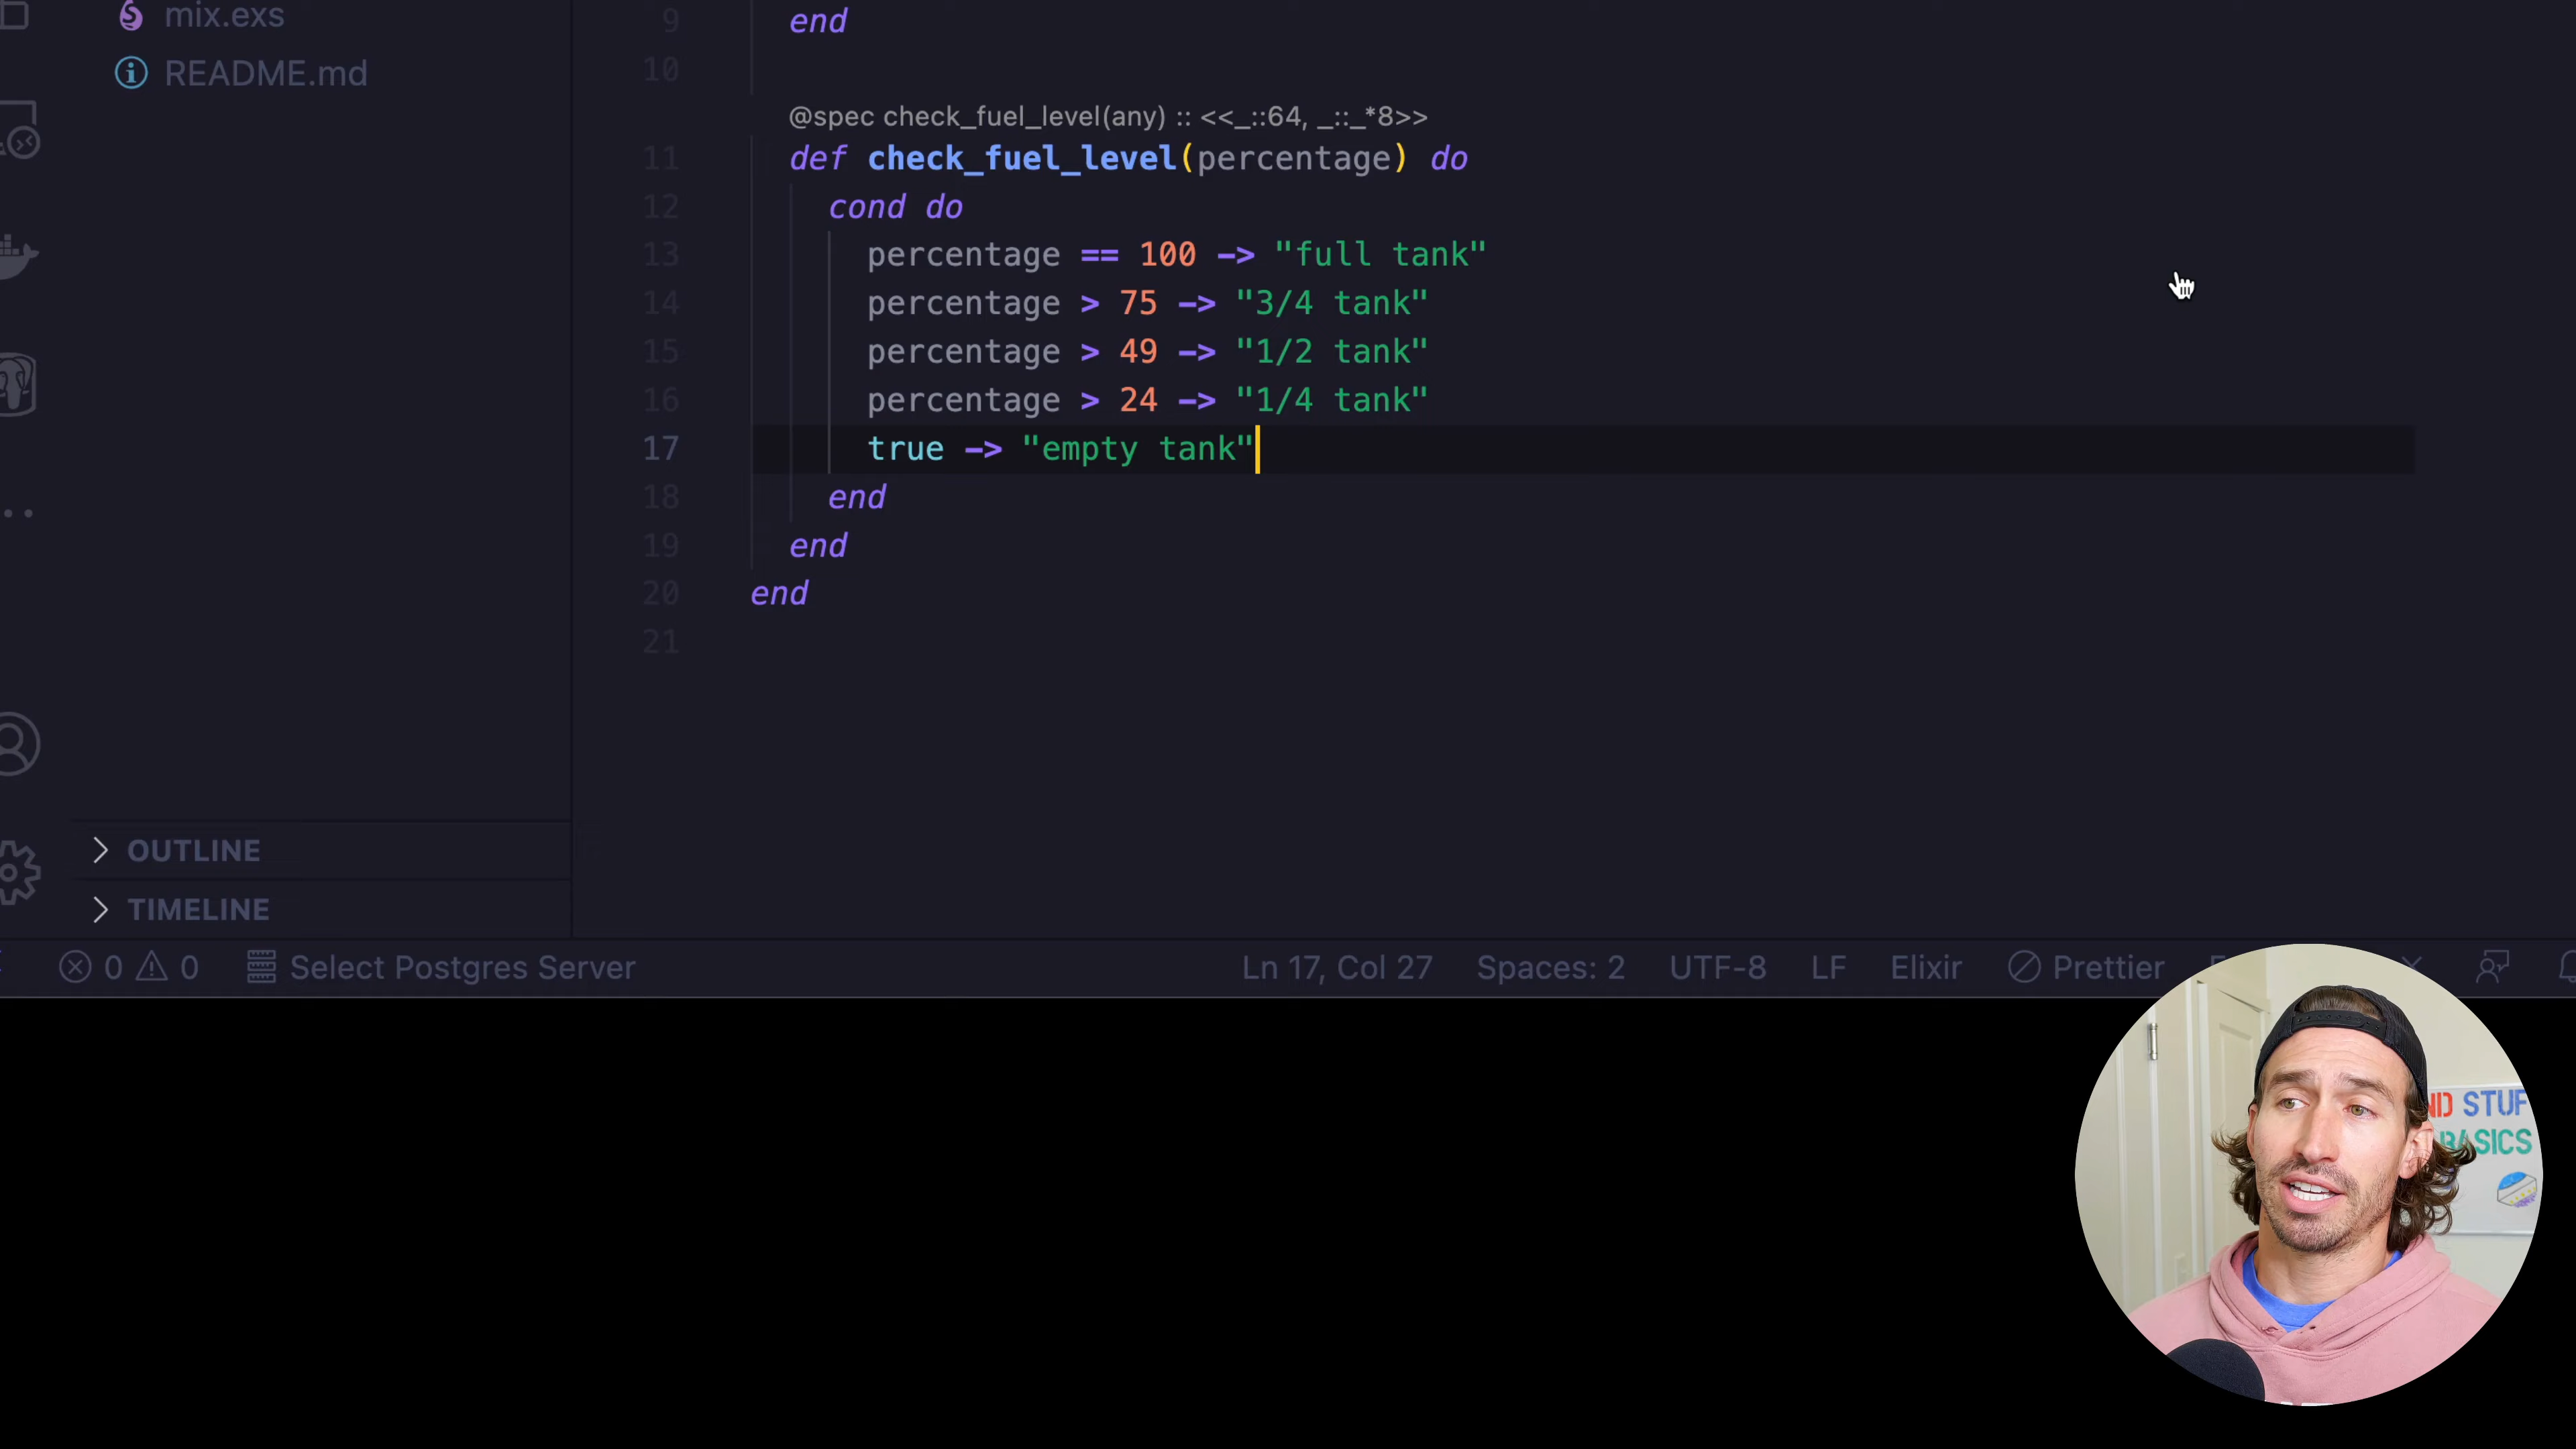 mix.exs
README.md
9 end
10
@spec check_fuel_level(any) :: <<_::64, _::_*8>>
11 def check_fuel_level(percentage) do
12 cond do
13 percentage == 100 -> "full tank"
14 percentage > 75 -> "3/4 tank"
15 percentage > 49 -> "1/2 tank"
16 percentage > 24 -> "1/4 tank"
17 true -> "empty tank"
18 end
19 end
20 end
21
OUTLINE
TIMELINE
0 0 Select Postgres Server Ln 17, Col 27 Spaces: 2 UTF-8 LF Elixir Prettier
STUF
BASICS